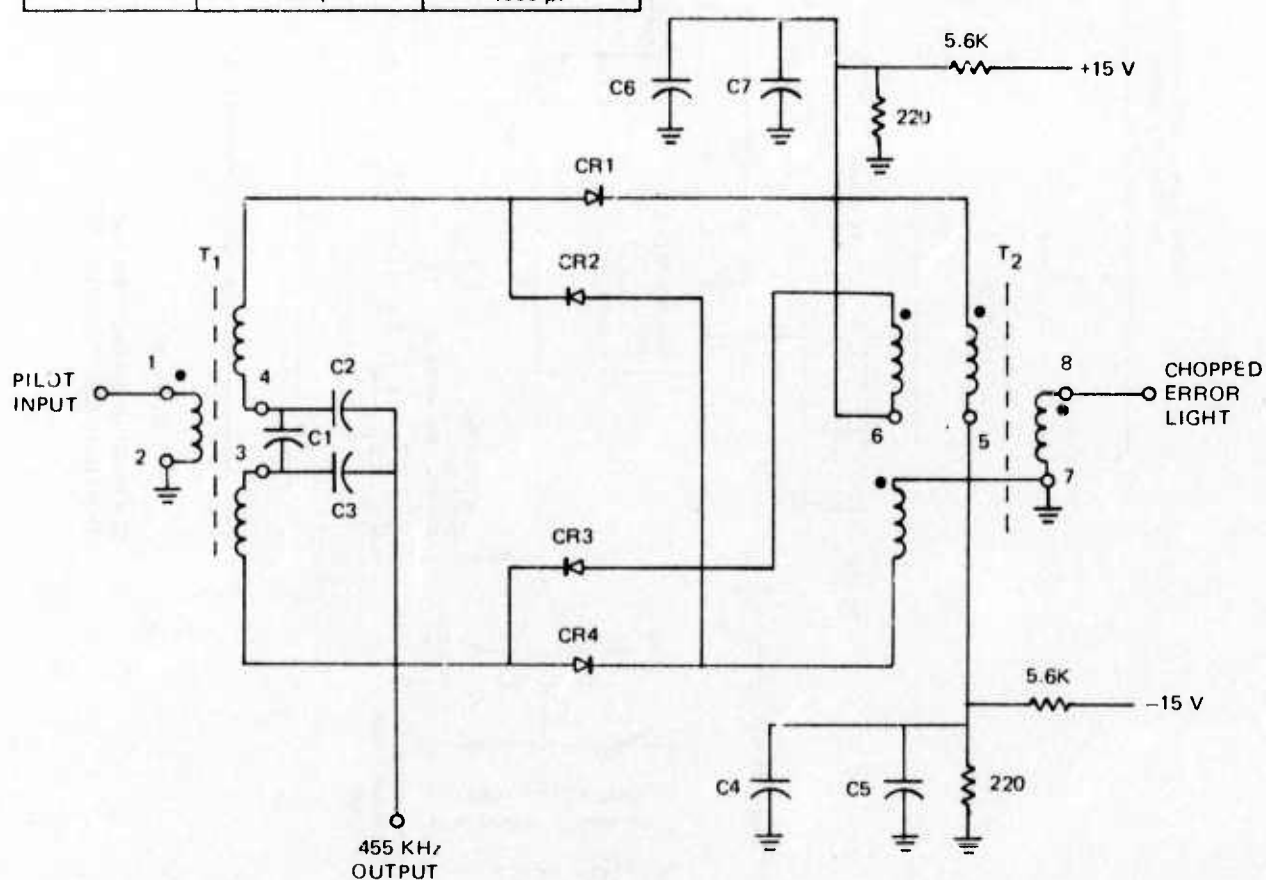 5.6K
+15 V
C6
C7
220
CR1
T1
CR2
T2
1
4
C2
8
PILOT
INPUT
CHOPPED
ERROR
LIGHT
C1
6
5
2
3
7
C3
CR3
CR4
5.6K
-15 V
C4
C5
220
455 KHz
OUTPUT